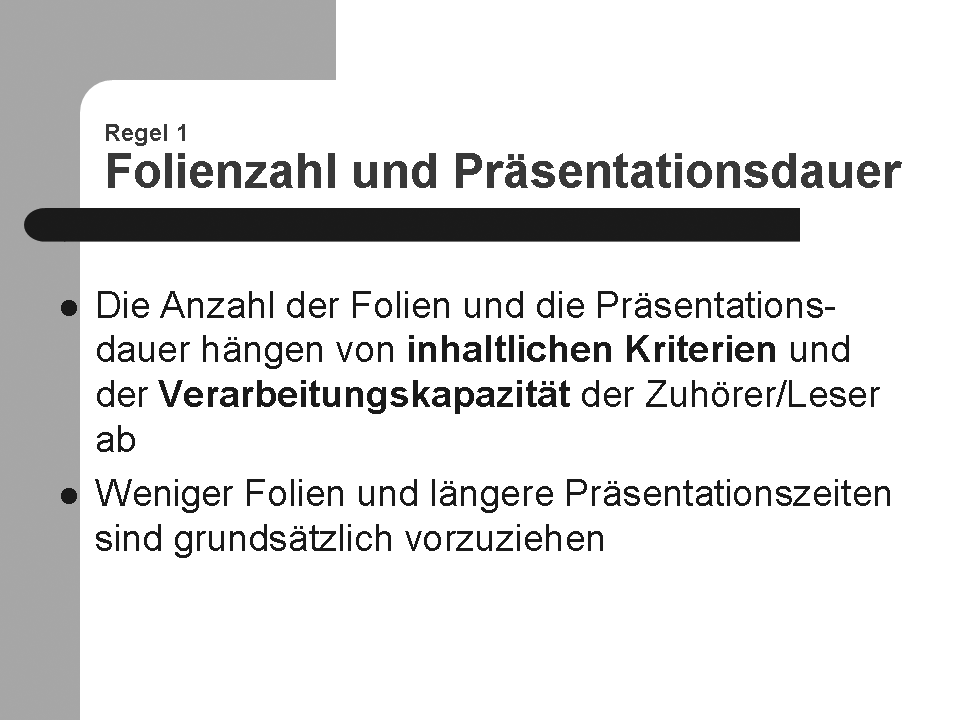 Regel 1
Folienzahl und Präsentationsdauer
Die Anzahl der Folien und die Präsentations-
dauer hängen von inhaltlichen Kriterien und
der Verarbeitungskapazität der Zuhörer/Leser
ab
Weniger Folien und längere Präsentationszeiten
sind grundsätzlich vorzuziehen